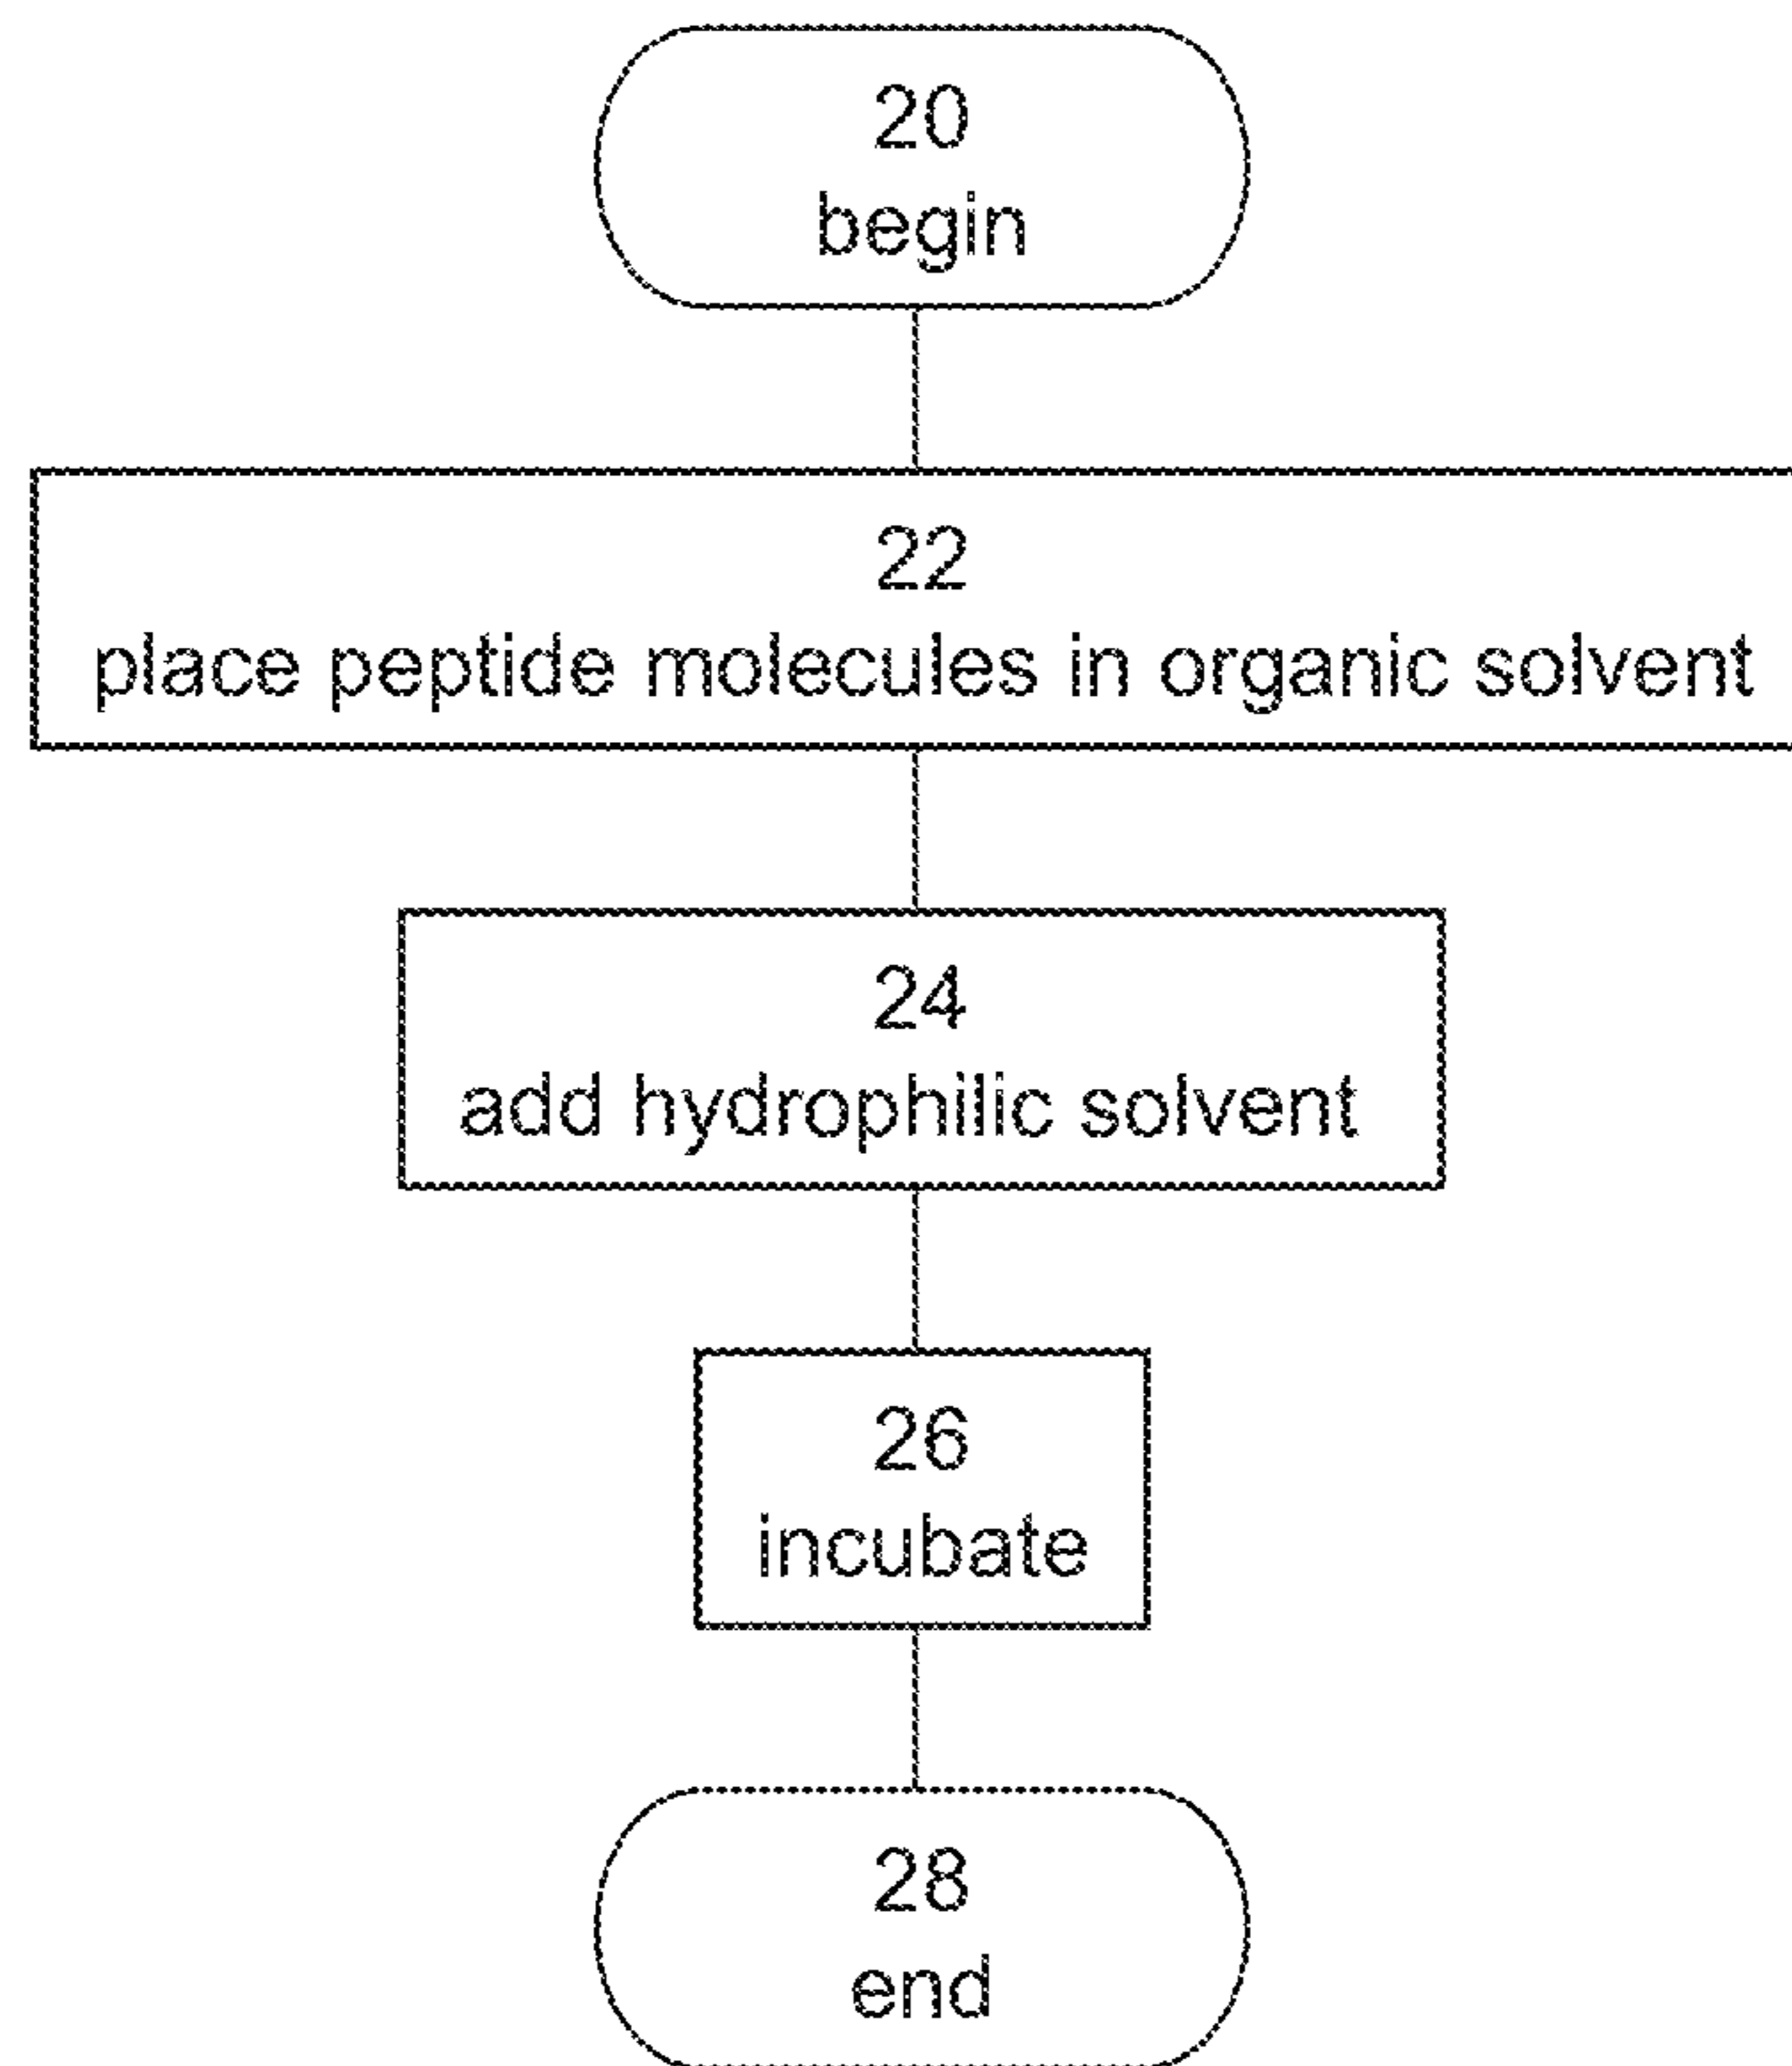 20
begin
22
place peptide molecules in organic solvent
24
add hydrophilic solvent
26
incubate
28
end